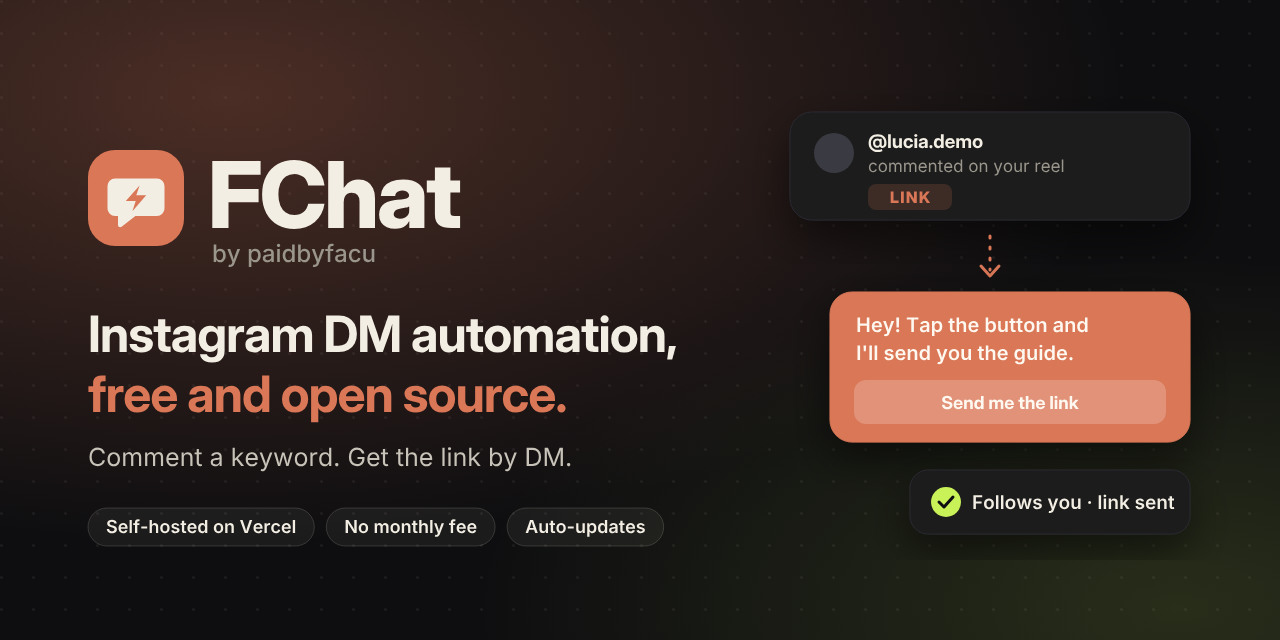 FChat
by paidbyfacu
Instagram DM automation,
free and open source.
Comment a keyword. Get the link by DM.
Self-hosted on Vercel
No monthly fee
Auto-updates
@lucia.demo
commented on your reel
LINK
Hey! Tap the button and
I'll send you the guide.
Send me the link
Follows you · link sent